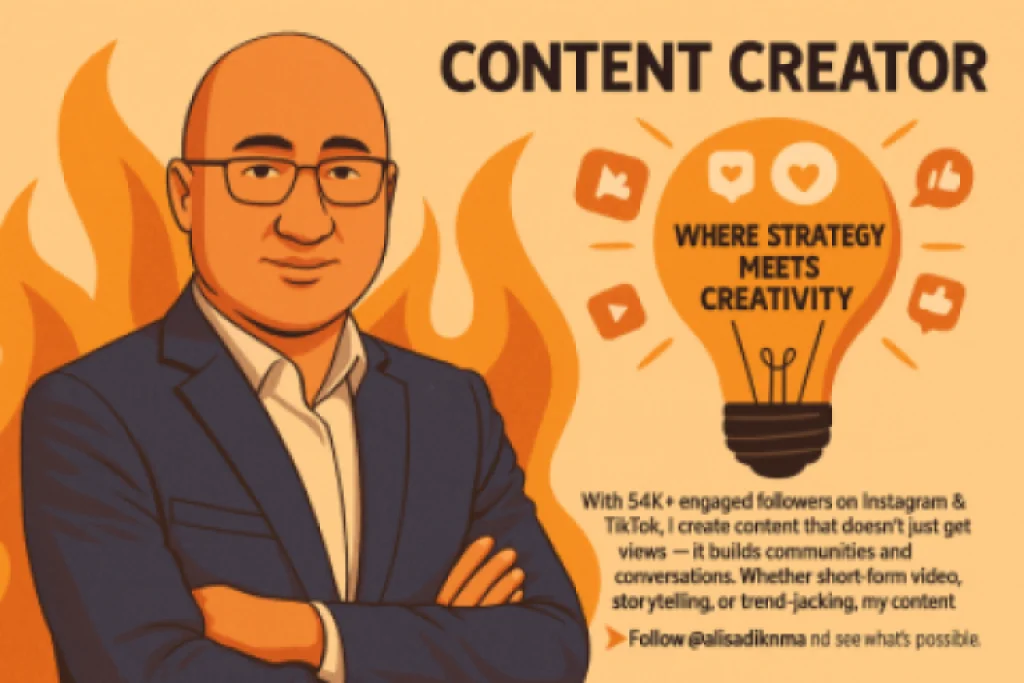 CONTENT CREATOR
WHERE STRATEGY
MEETS
CREATIVITY
With 54K+ engaged followers on Instagram &
TikTok, I create content that doesn't just get
views — it builds communities and
conversations. Whether short-form video,
storytelling, or trend-jacking, my content
Follow @alisadiknma nd see what's possible.